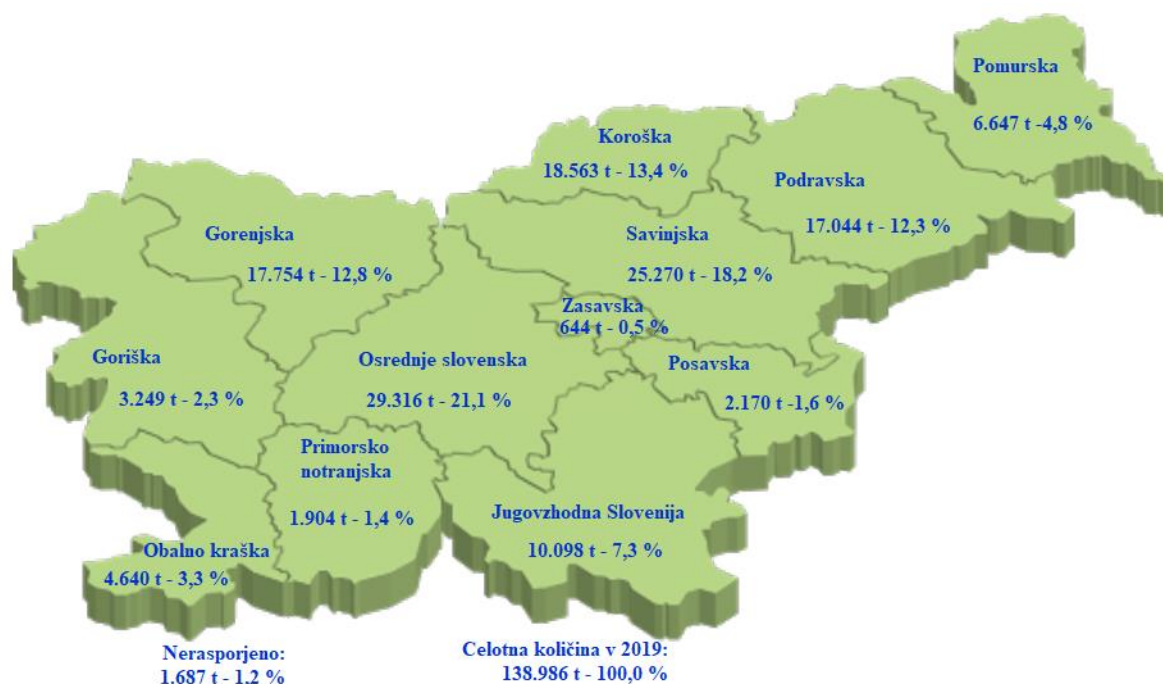 Pomurska
6.647 t -4,8 %
Koroška
18.563 t - 13,4 %
Podravska
17.044 t - 12,3 %
Gorenjska
17.754 t - 12,8 %
Savinjska
25.270 t - 18,2 %
Zasavska
644 t - 0,5 %
Goriška
3.249 t - 2,3 %
Osrednje slovenska
29.316 t - 21,1 %
Posavska
2.170 t -1,6 %
Primorsko
notranjska
1.904 t - 1,4 %
Jugovzhodna Slovenija
10.098 t - 7,3 %
Obalno kraška
4.640 t - 3,3 %
Nerasporjeno:
1.687 t - 1,2 %
Celotna količina v 2019:
138.986 t - 100,0 %